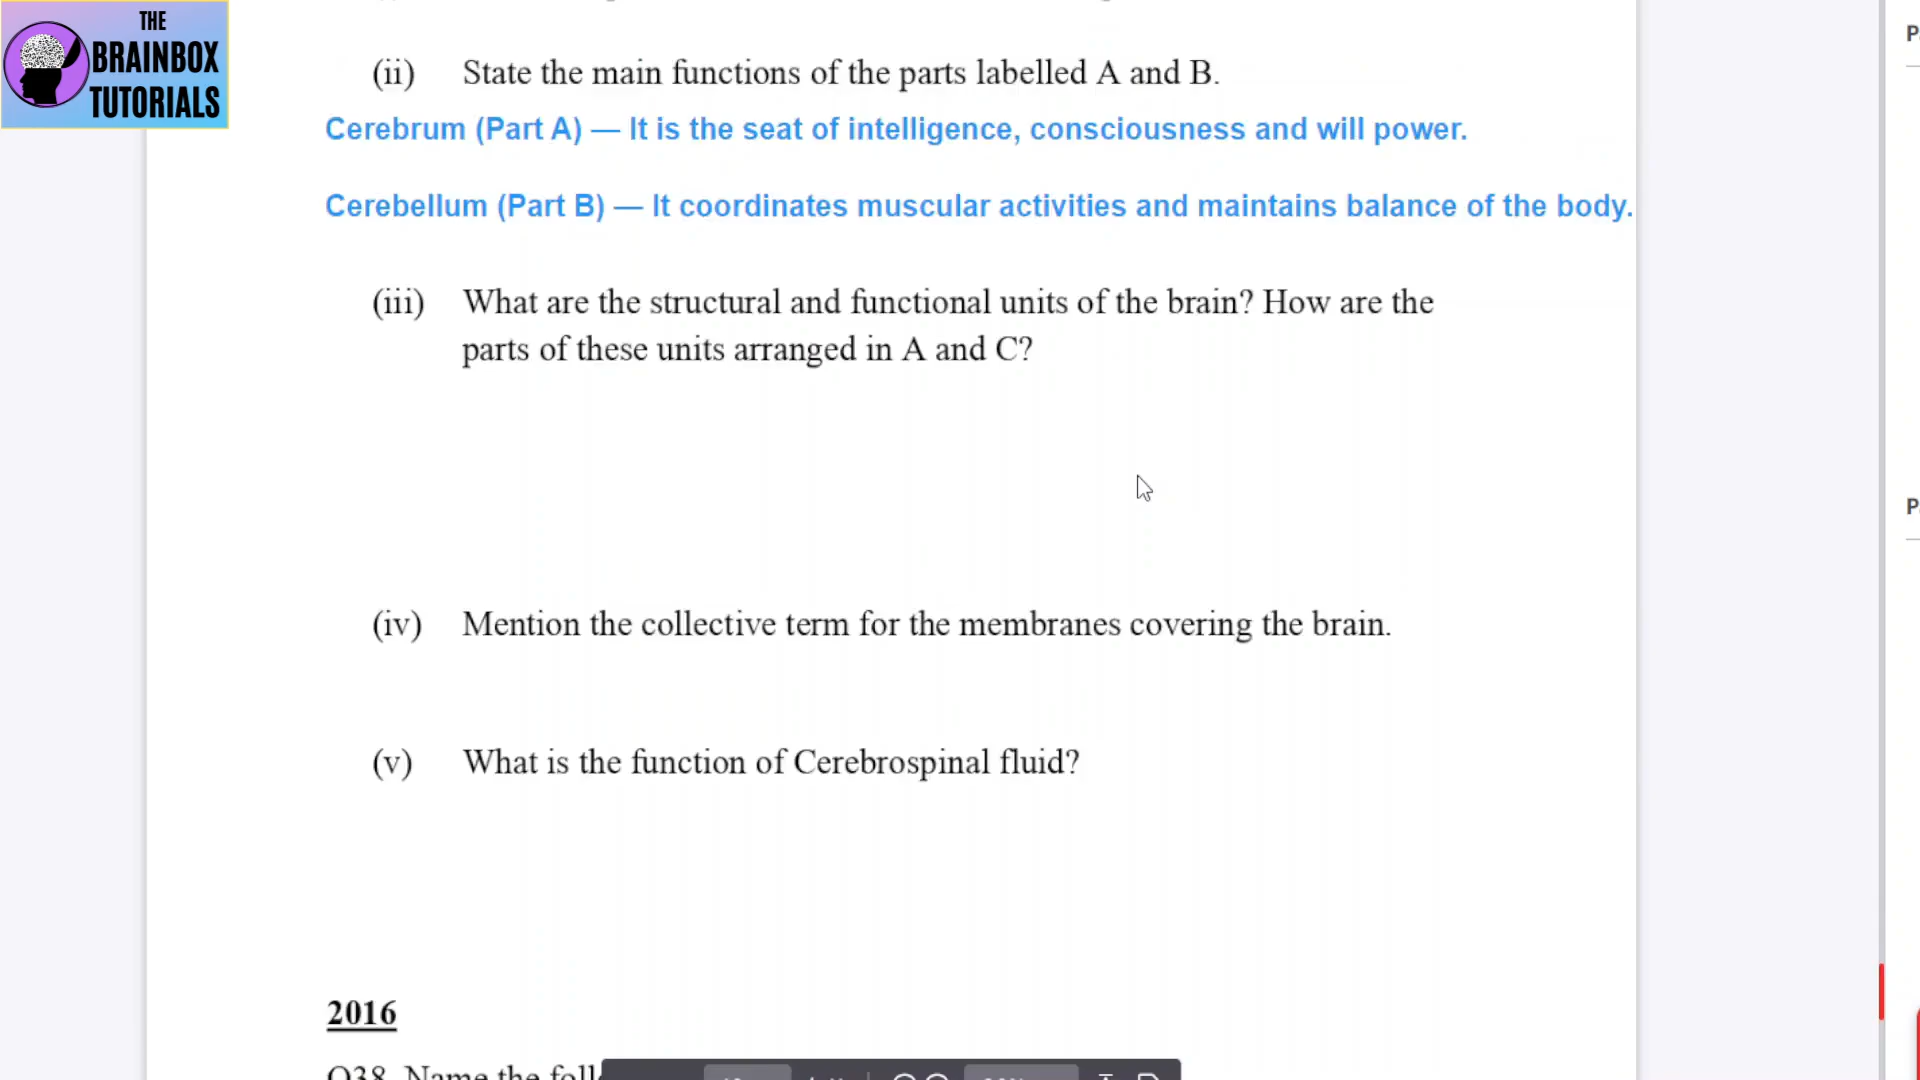 THE
BRAINBOX
TUTORIALS
(ii) State the main functions of the parts labelled A and B.
Cerebrum (Part A) — It is the seat of intelligence, consciousness and will power.
Cerebellum (Part B) — It coordinates muscular activities and maintains balance of the body.
(iii) What are the structural and functional units of the brain? How are the
parts of these units arranged in A and C?
(iv) Mention the collective term for the membranes covering the brain.
(v) What is the function of Cerebrospinal fluid?
2016
Q38. Name the